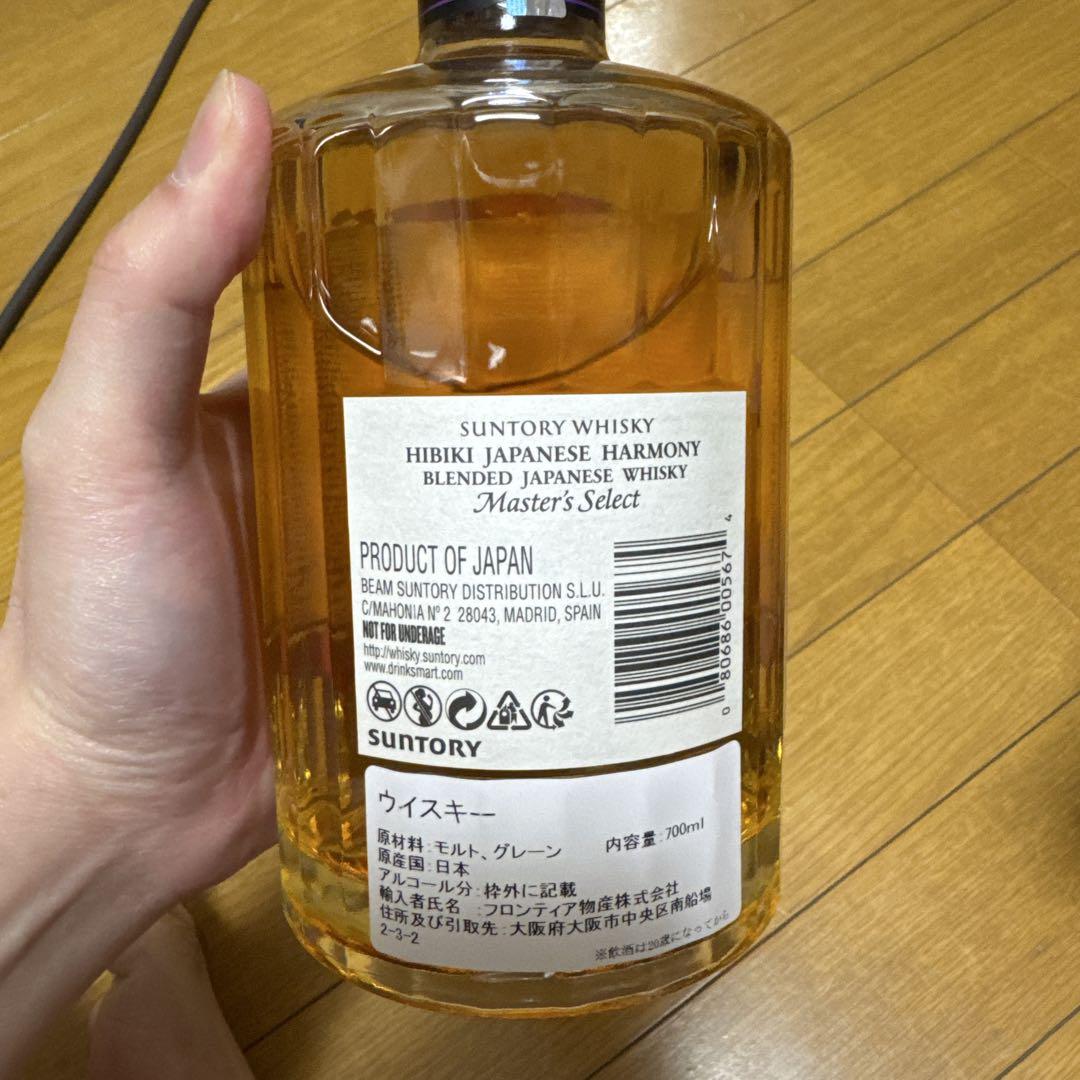 SUNTORY WHISKY
HIBIKI JAPANESE HARMONY
BLENDED JAPANESE WHISKY
Master's Select
PRODUCT OF JAPAN
BEAM SUNTORY DISTRIBUTION S.L.U.
C/MAHONIA Nº 2 28043, MADRID, SPAIN
NOT FOR UNDERAGE
http://whisky.suntory.com
www.drinksmart.com
SUNTORY
0 80686 00567 4
ウイスキー
原材料:モルト、グレーン 内容量:700ml
原産国:日本
アルコール分:枠外に記載
輸入者氏名 :フロンティア物産株式会社
住所及び引取先:大阪府大阪市中央区南船場
2-3-2
※飲酒は20歳になってから